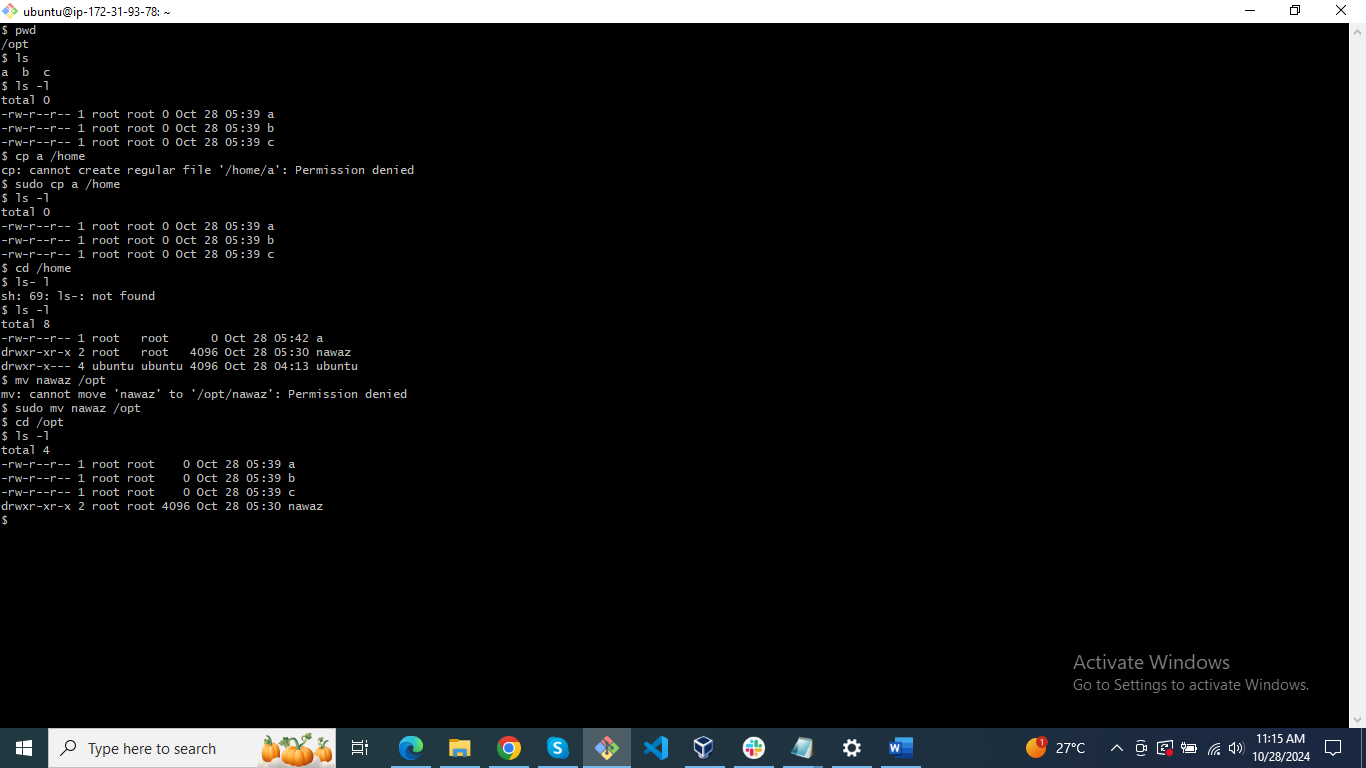 ubuntu@ip-172-31-93-78: ~
$ pwd
/opt
$ ls
a  b  c
$ ls -l
total 0
-rw-r--r-- 1 root root 0 Oct 28 05:39 a
-rw-r--r-- 1 root root 0 Oct 28 05:39 b
-rw-r--r-- 1 root root 0 Oct 28 05:39 c
$ cp a /home
cp: cannot create regular file '/home/a': Permission denied
$ sudo cp a /home
$ ls -l
total 0
-rw-r--r-- 1 root root 0 Oct 28 05:39 a
-rw-r--r-- 1 root root 0 Oct 28 05:39 b
-rw-r--r-- 1 root root 0 Oct 28 05:39 c
$ cd /home
$ ls- l
sh: 69: ls-: not found
$ ls -l
total 8
-rw-r--r-- 1 root   root      0 Oct 28 05:42 a
drwxr-xr-x 2 root   root   4096 Oct 28 05:30 nawaz
drwxr-x--- 4 ubuntu ubuntu 4096 Oct 28 04:13 ubuntu
$ mv nawaz /opt
mv: cannot move 'nawaz' to '/opt/nawaz': Permission denied
$ sudo mv nawaz /opt
$ cd /opt
$ ls -l
total 4
-rw-r--r-- 1 root root    0 Oct 28 05:39 a
-rw-r--r-- 1 root root    0 Oct 28 05:39 b
-rw-r--r-- 1 root root    0 Oct 28 05:39 c
drwxr-xr-x 2 root root 4096 Oct 28 05:30 nawaz
$
Activate Windows
Go to Settings to activate Windows.
Type here to search
1
27°C
11:15 AM
10/28/2024